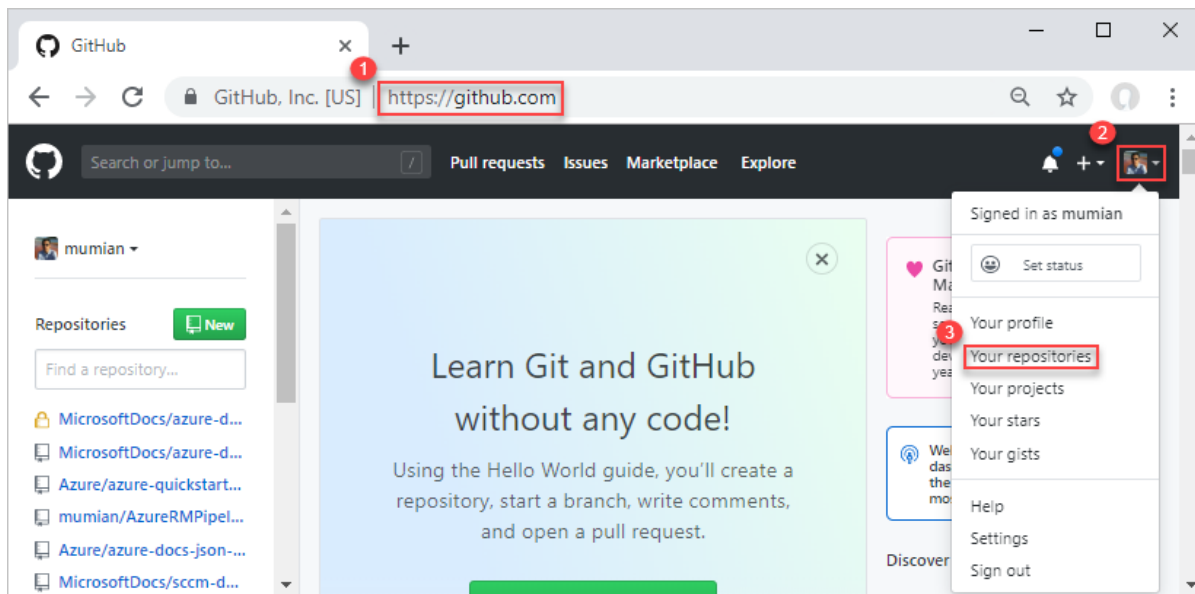 GitHub
1
GitHub, Inc. [US] https://github.com
2
Search or jump to... /
Pull requests Issues Marketplace Explore
mumian
Repositories
New
Find a repository...
MicrosoftDocs/azure-d...
MicrosoftDocs/azure-d...
Azure/azure-quickstart...
mumian/AzureRMPipel...
Azure/azure-docs-json-...
MicrosoftDocs/sccm-d...
Learn Git and GitHub
without any code!
Using the Hello World guide, you’ll create a
repository, start a branch, write comments,
and open a pull request.
Discover
Signed in as mumian
Set status
Your profile
3
Your repositories
Your projects
Your stars
Your gists
Help
Settings
Sign out